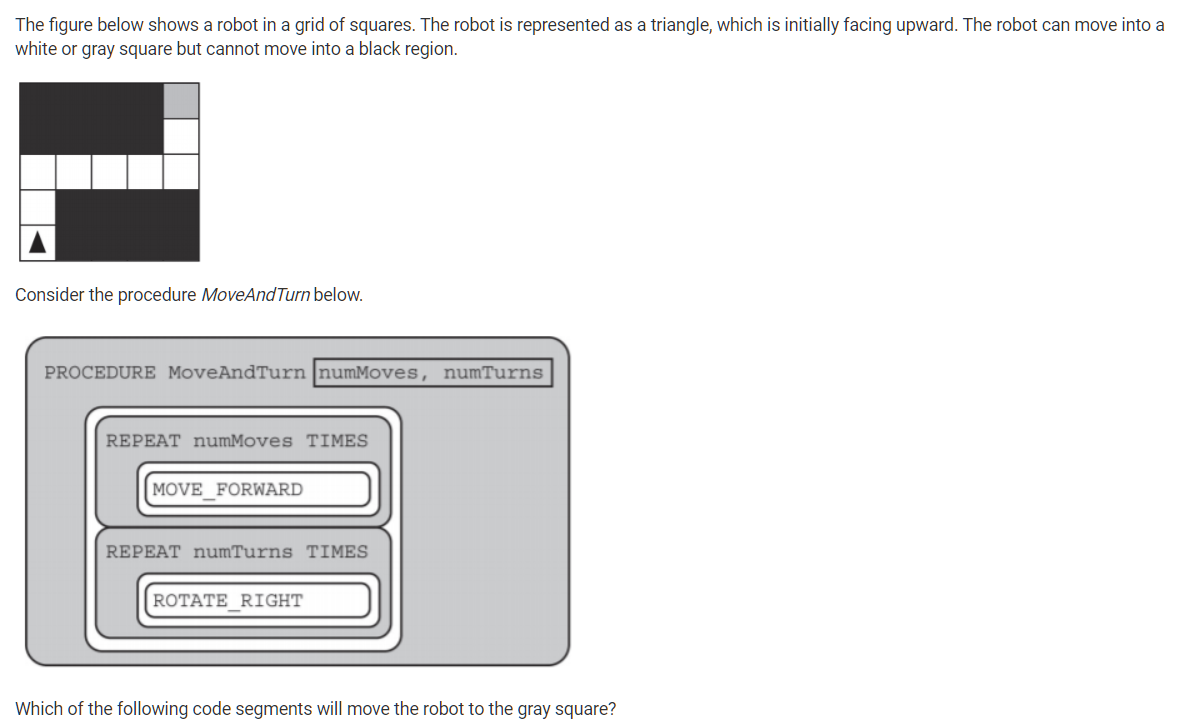 The figure below shows a robot in a grid of squares. The robot is represented as a triangle, which is initially facing upward. The robot can move into a
white or gray square but cannot move into a black region.
Consider the procedure MoveAndTurn below.
PROCEDURE MoveAndTurn numMoves, numTurns
REPEAT numMoves TIMES
MOVE_FORWARD
REPEAT numTurns TIMES
ROTATE_RIGHT
Which of the following code segments will move the robot to the gray square?